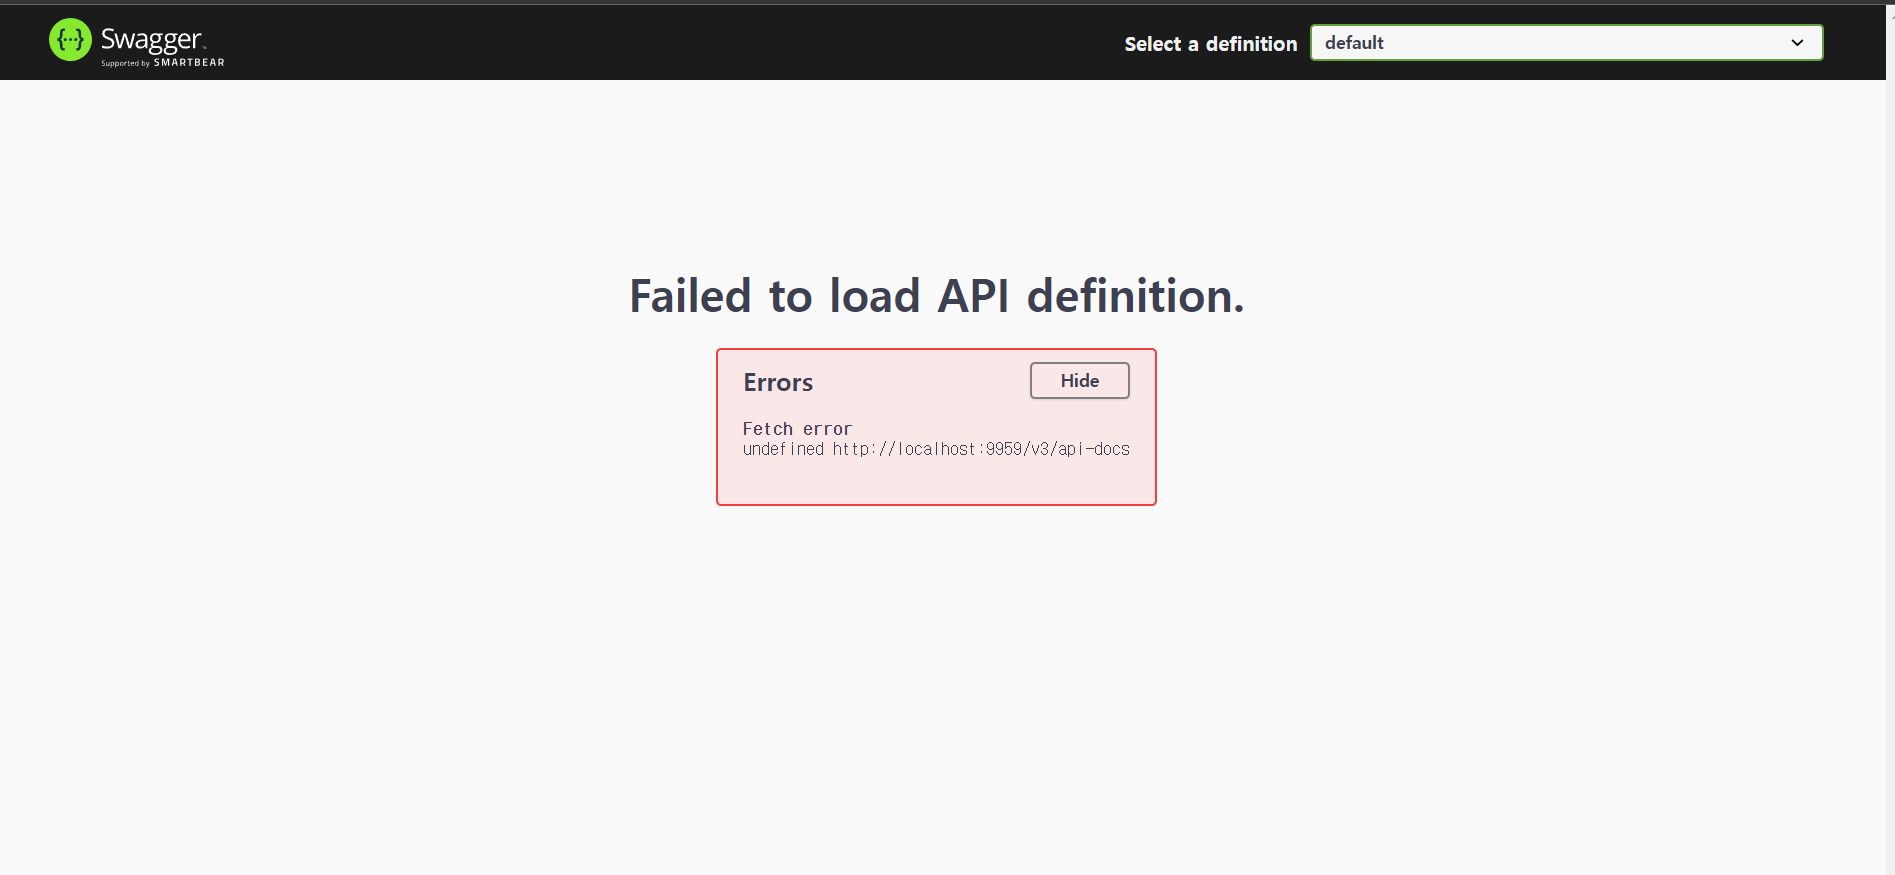 Swagger
Supported by SMARTBEAR
Select a definition
default
Failed to load API definition.
Errors
Hide
Fetch error
undefined http://localhost:9959/v3/api-docs